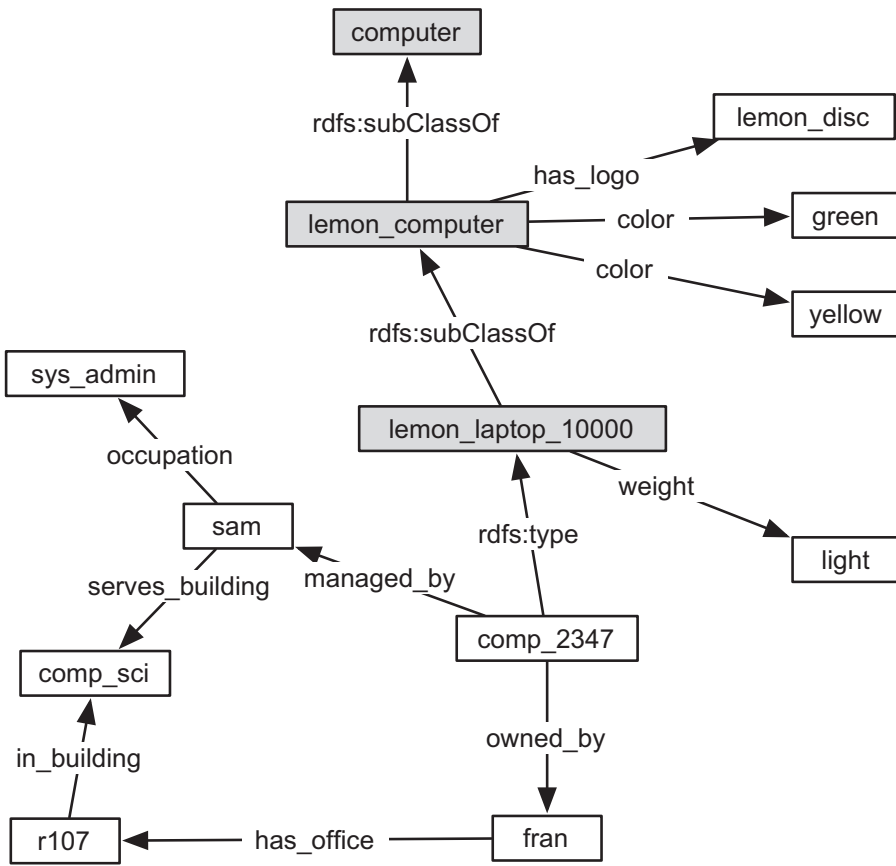 computer
rdfs:subClassOf
lemon_disc
has_logo
lemon_computer
color
green
color
yellow
rdfs:subClassOf
sys_admin
lemon_laptop_10000
occupation
weight
sam
rdfs:type
light
serves_building
managed_by
comp_2347
comp_sci
owned_by
in_building
r107
has_office
fran